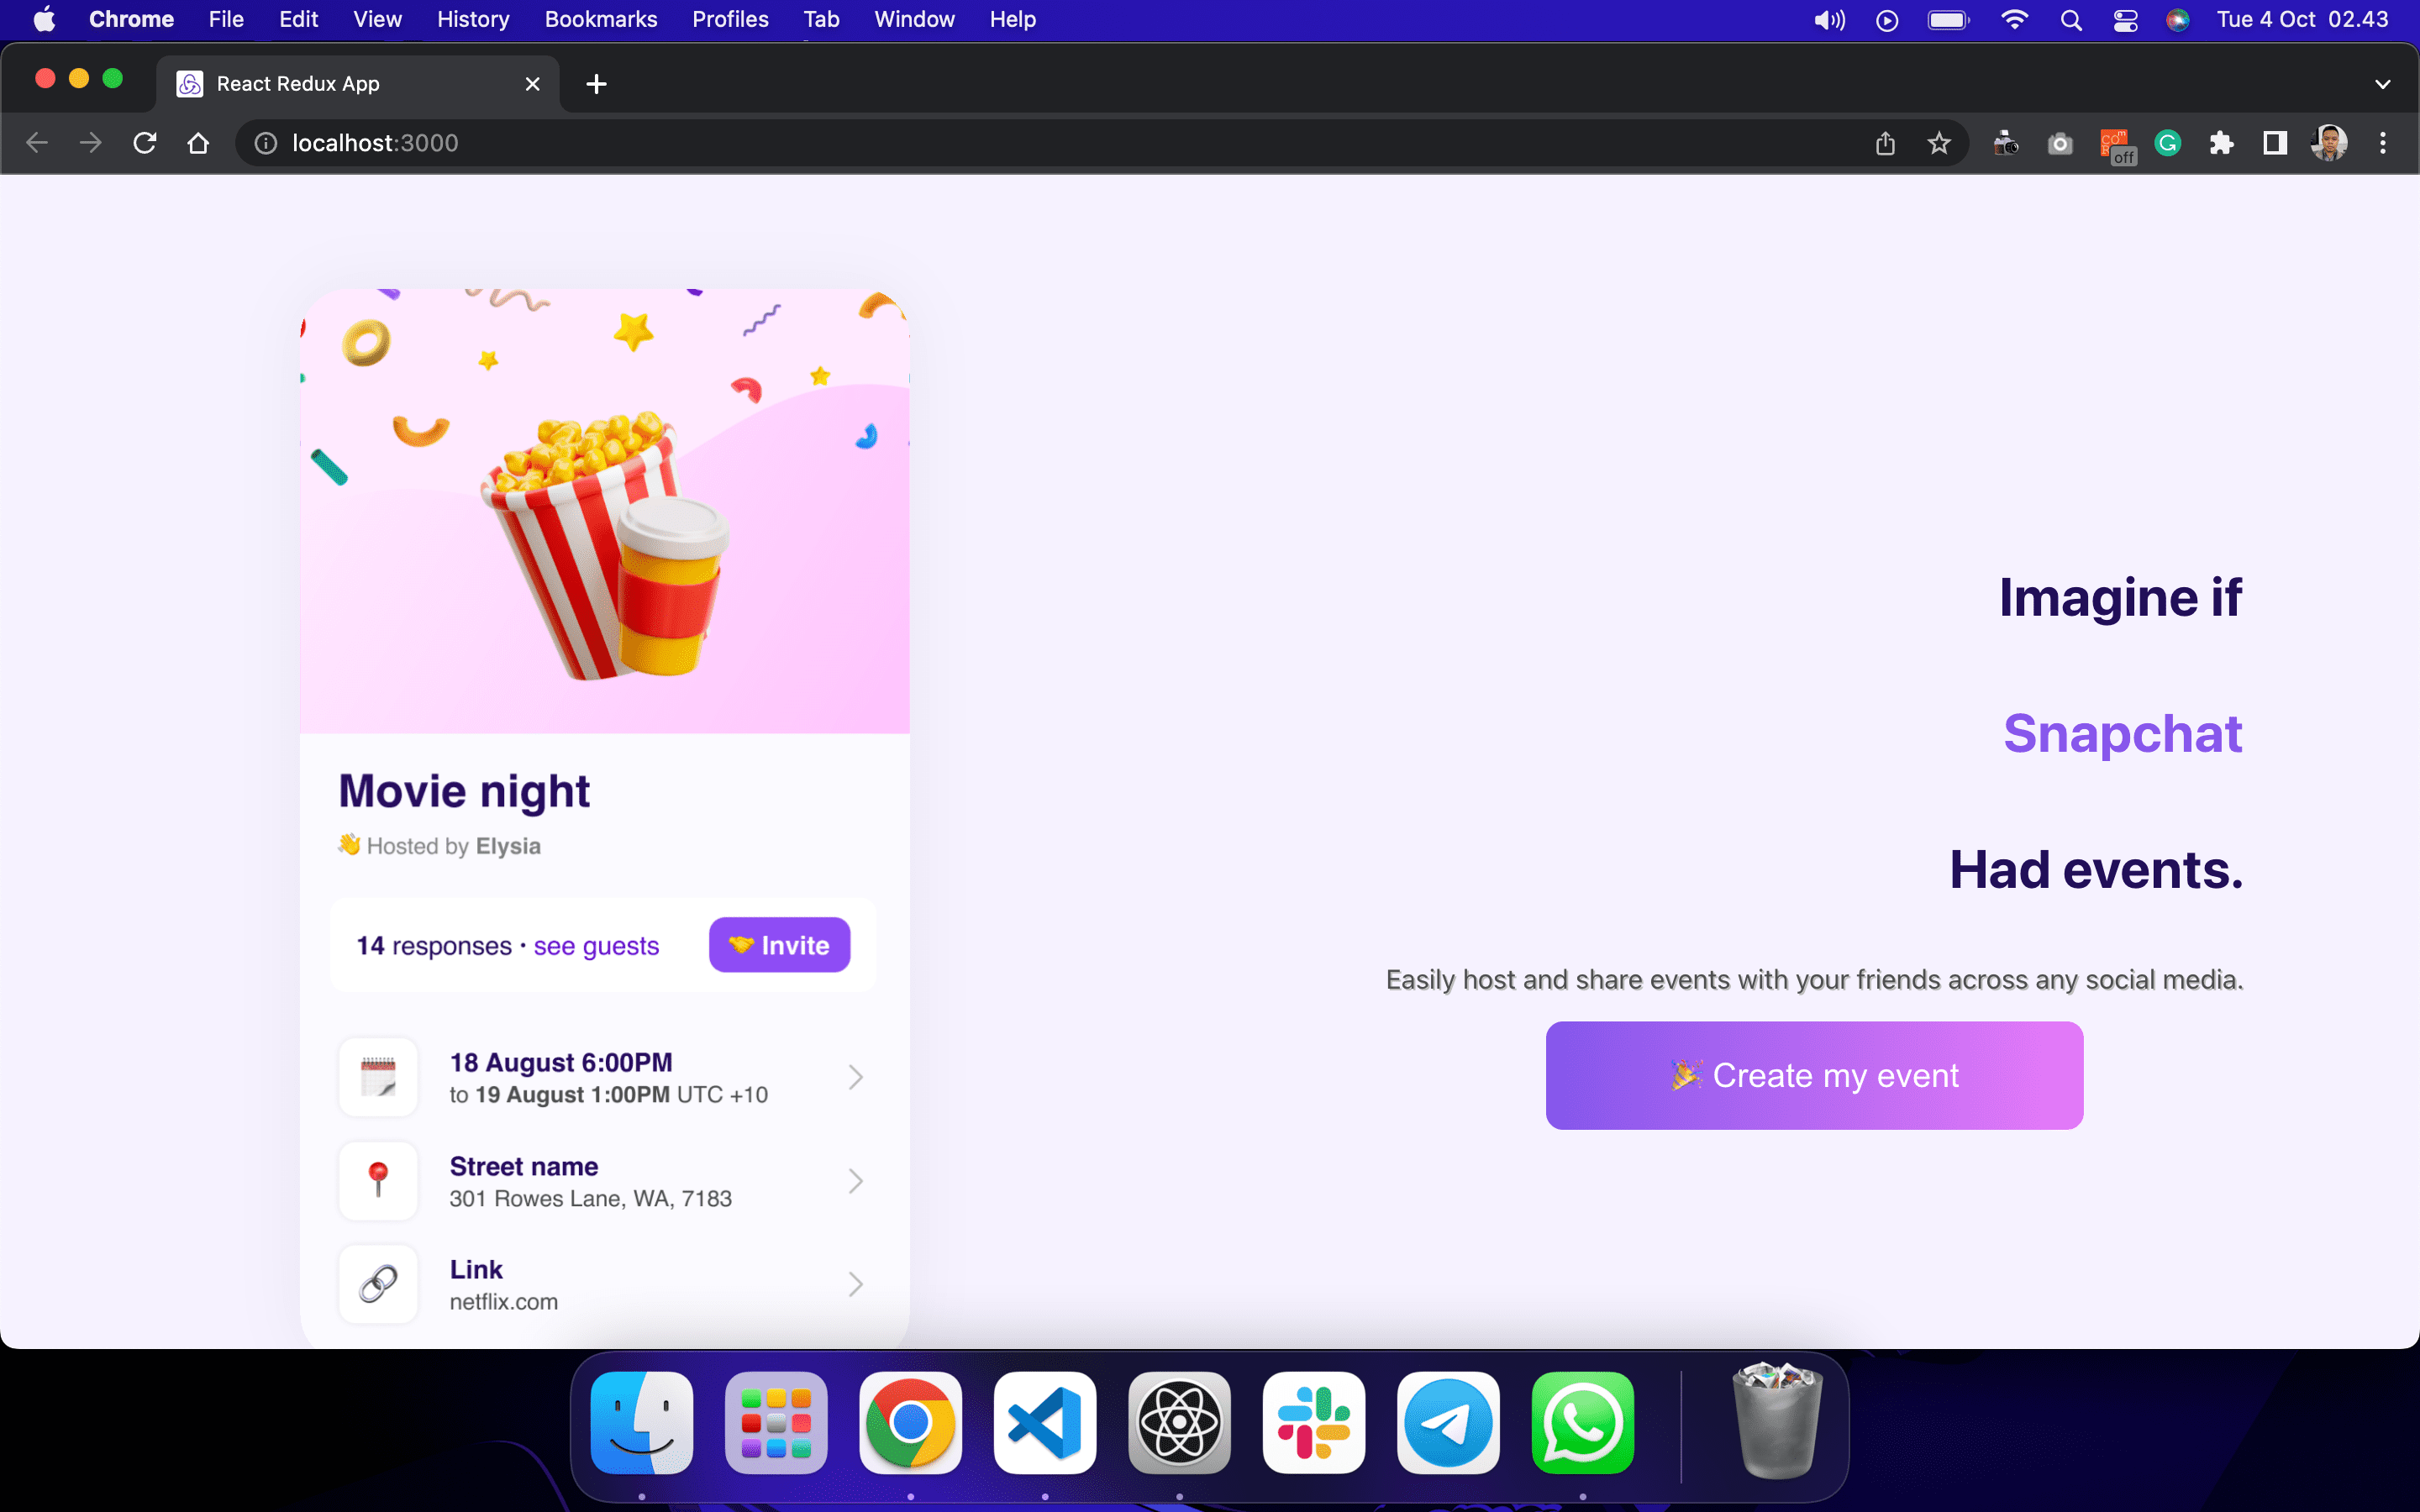 Chrome File Edit View History Bookmarks Profiles Tab Window Help Tue 4 Oct 02.43
React Redux App
localhost:3000
off
Movie night
👋 Hosted by Elysia
14 responses · see guests
🤝 Invite
18 August 6:00PM
to 19 August 1:00PM UTC +10
Street name
301 Rowes Lane, WA, 7183
Link
netflix.com
Imagine if
Snapchat
Had events.
Easily host and share events with your friends across any social media.
🎉 Create my event